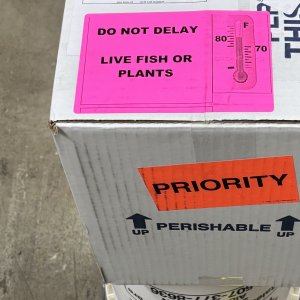 DO NOT DELAY
LIVE FISH OR
PLANTS
F
80
70
PRIORITY
UP PERISHABLE UP